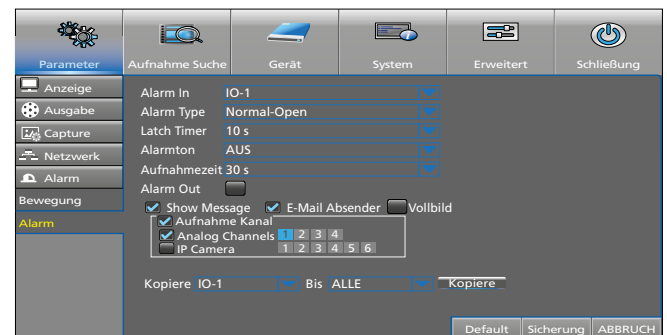 Parameter Aufnahme Suche Gerät System Erweitert Schließung
Anzeige
Ausgabe
Capture
Netzwerk
Alarm
Bewegung
Alarm
Alarm In IO-1
Alarm Type Normal-Open
Latch Timer 10 s
Alarmton AUS
Aufnahmezeit 30 s
Alarm Out
Show Message E-Mail Absender Vollbild
Aufnahme Kanal
Analog Channels 1 2 3 4
IP Camera 1 2 3 4 5 6
Kopiere IO-1 Bis ALLE Kopiere
Default Sicherung ABBRUCH